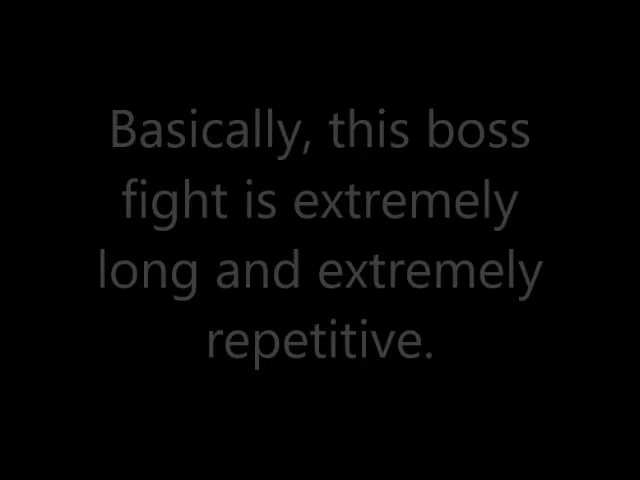 Basically, this boss
fight is extremely
long and extremely
repetitive.